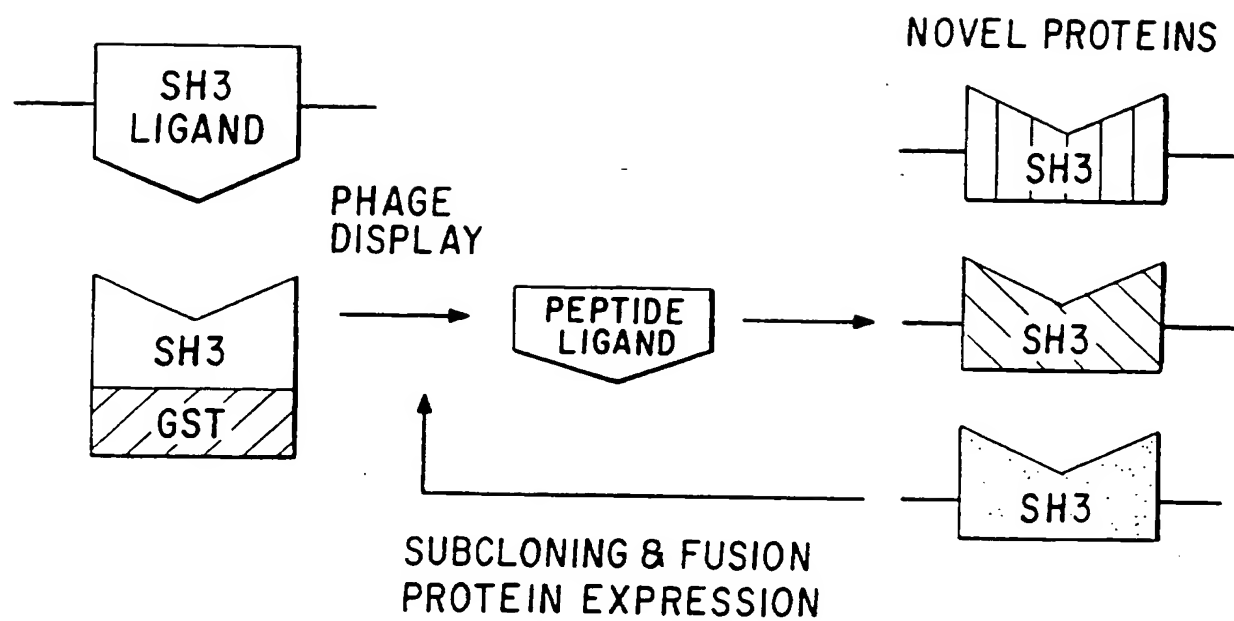 SH3
LIGAND
SH3
GST
PHAGE
DISPLAY
PEPTIDE
LIGAND
SUBCLONING & FUSION
PROTEIN EXPRESSION
NOVEL PROTEINS
SH3
SH3
SH3